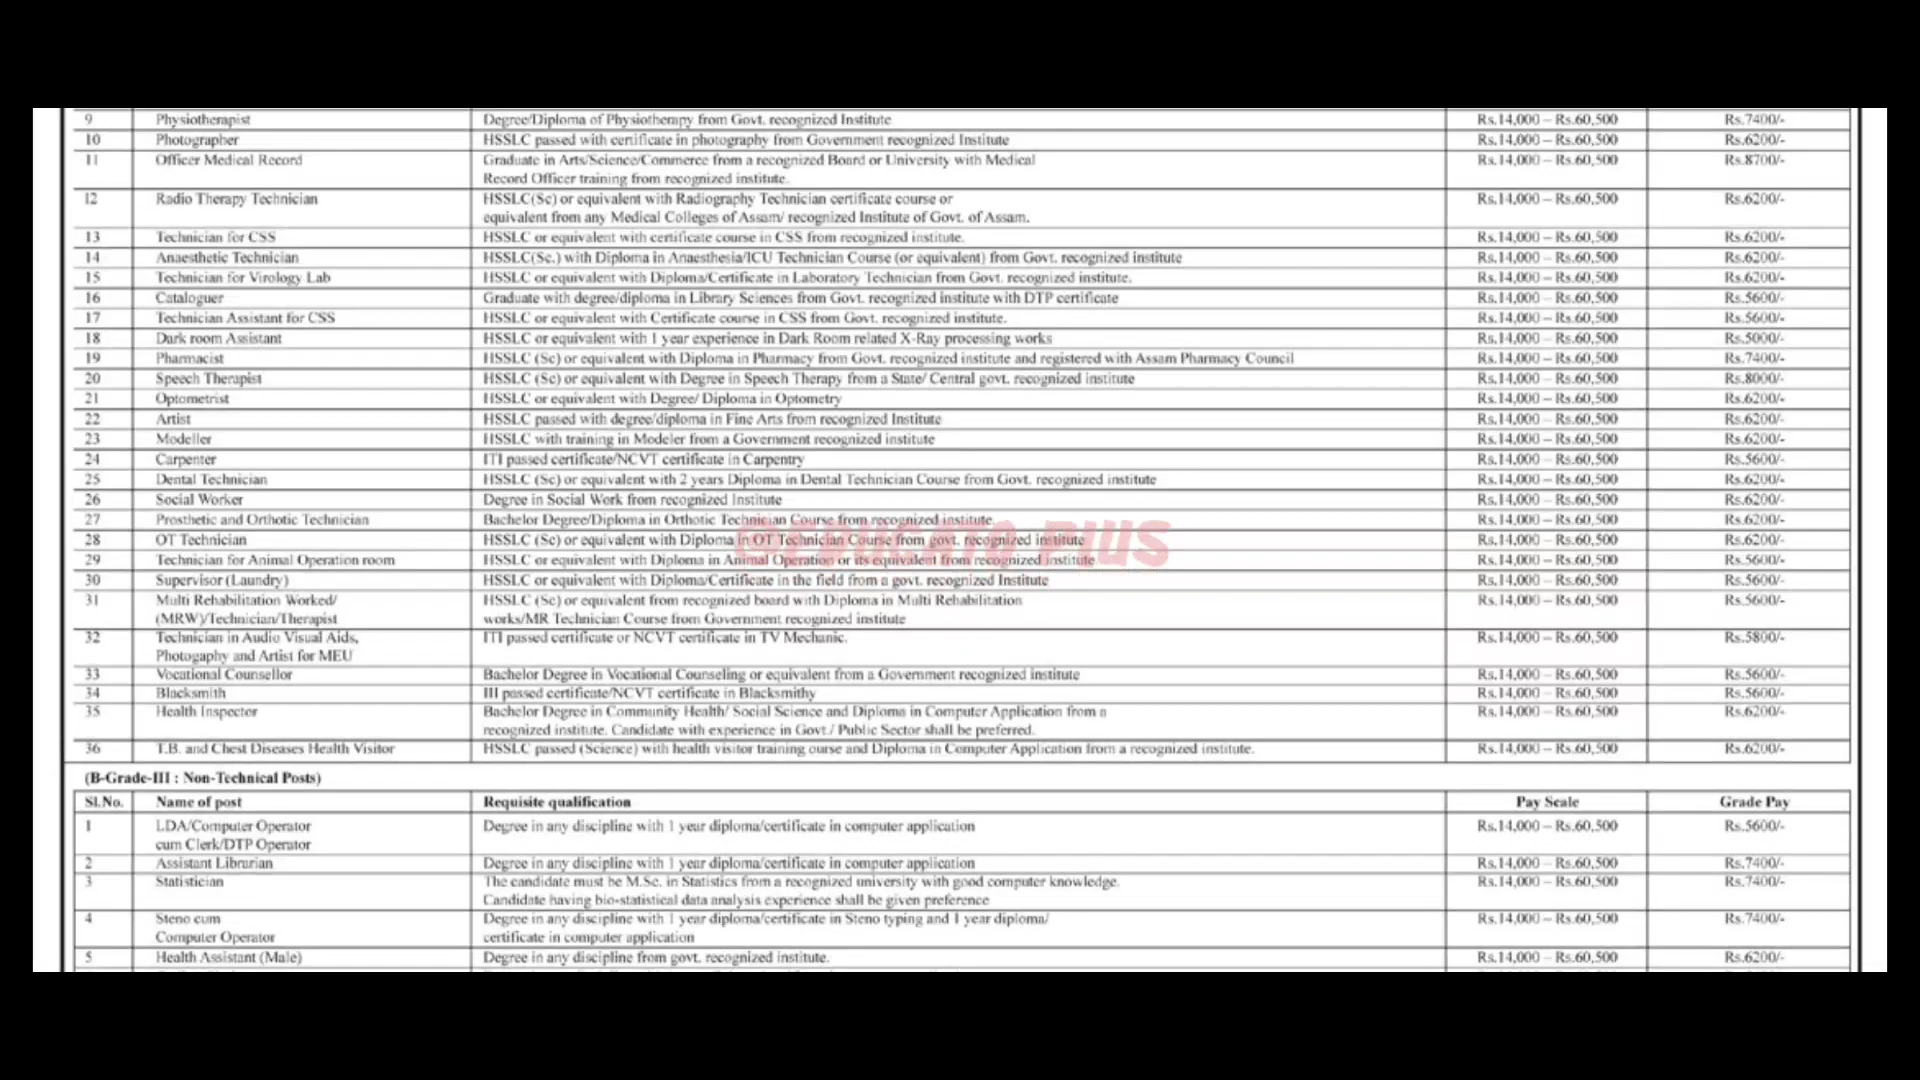 9 Physiotherapist Degree/Diploma of Physiotherapy from Govt. recognized Institute Rs.14,000 – Rs.60,500 Rs.7400/-
10 Photographer HSSLC passed with certificate in photography from Government recognized Institute Rs.14,000 – Rs.60,500 Rs.6200/-
11 Officer Medical Record Graduate in Arts/Science/Commerce from a recognized Board or University with Medical Rs.14,000 – Rs.60,500 Rs.8700/-
Record Officer training from recognized institute.
12 Radio Therapy Technician HSSLC(Sc) or equivalent with Radiography Technician certificate course or Rs.14,000 – Rs.60,500 Rs.6200/-
equivalent from any Medical Colleges of Assam/ recognized Institute of Govt. of Assam.
13 Technician for CSS HSSLC or equivalent with certificate course in CSS from recognized institute. Rs.14,000 – Rs.60,500 Rs.6200/-
14 Anaesthetic Technician HSSLC(Sc.) with Diploma in Anaesthesia/ICU Technician Course (or equivalent) from Govt. recognized institute Rs.14,000 – Rs.60,500 Rs.6200/-
15 Technician for Virology Lab HSSLC or equivalent with Diploma/Certificate in Laboratory Technician from Govt. recognized institute. Rs.14,000 – Rs.60,500 Rs.6200/-
16 Cataloguer Graduate with degree/diploma in Library Sciences from Govt. recognized institute with DTP certificate Rs.14,000 – Rs.60,500 Rs.5600/-
17 Technician Assistant for CSS HSSLC or equivalent with Certificate course in CSS from Govt. recognized institute. Rs.14,000 – Rs.60,500 Rs.5600/-
18 Dark room Assistant HSSLC or equivalent with 1 year experience in Dark Room related X-Ray processing works Rs.14,000 – Rs.60,500 Rs.5000/-
19 Pharmacist HSSLC (Sc) or equivalent with Diploma in Pharmacy from Govt. recognized institute and registered with Assam Pharmacy Council Rs.14,000 – Rs.60,500 Rs.7400/-
20 Speech Therapist HSSLC (Sc) or equivalent with Degree in Speech Therapy from a State/ Central govt. recognized institute Rs.14,000 – Rs.60,500 Rs.8000/-
21 Optometrist HSSLC or equivalent with Degree/ Diploma in Optometry Rs.14,000 – Rs.60,500 Rs.6200/-
22 Artist HSSLC passed with degree/diploma in Fine Arts from recognized Institute Rs.14,000 – Rs.60,500 Rs.6200/-
23 Modeller HSSLC with training in Modeler from a Government recognized institute Rs.14,000 – Rs.60,500 Rs.6200/-
24 Carpenter ITI passed certificate/NCVT certificate in Carpentry Rs.14,000 – Rs.60,500 Rs.5600/-
25 Dental Technician HSSLC (Sc) or equivalent with 2 years Diploma in Dental Technician Course from Govt. recognized institute Rs.14,000 – Rs.60,500 Rs.6200/-
26 Social Worker Degree in Social Work from recognized Institute Rs.14,000 – Rs.60,500 Rs.6200/-
27 Prosthetic and Orthotic Technician Bachelor Degree/Diploma in Orthotic Technician Course from recognized institute. Rs.14,000 – Rs.60,500 Rs.6200/-
28 OT Technician HSSLC (Sc) or equivalent with Diploma in OT Technician Course from govt. recognized institute Rs.14,000 – Rs.60,500 Rs.6200/-
29 Technician for Animal Operation room HSSLC or equivalent with Diploma in Animal Operation or its equivalent from recognized institute Rs.14,000 – Rs.60,500 Rs.5600/-
30 Supervisor (Laundry) HSSLC or equivalent with Diploma/Certificate in the field from a govt. recognized Institute Rs.14,000 – Rs.60,500 Rs.5600/-
31 Multi Rehabilitation Worked/ HSSLC (Sc) or equivalent from recognized board with Diploma in Multi Rehabilitation Rs.14,000 – Rs.60,500 Rs.5600/-
(MRW)/Technician/Therapist works/MR Technician Course from Government recognized institute
32 Technician in Audio Visual Aids, ITI passed certificate or NCVT certificate in TV Mechanic. Rs.14,000 – Rs.60,500 Rs.5800/-
Photogaphy and Artist for MEU
33 Vocational Counsellor Bachelor Degree in Vocational Counseling or equivalent from a Government recognized institute Rs.14,000 – Rs.60,500 Rs.5600/-
34 Blacksmith III passed certificate/NCVT certificate in Blacksmithy Rs.14,000 – Rs.60,500 Rs.5600/-
35 Health Inspector Bachelor Degree in Community Health/ Social Science and Diploma in Computer Application from a Rs.14,000 – Rs.60,500 Rs.6200/-
recognized institute. Candidate with experience in Govt./ Public Sector shall be preferred.
36 T.B. and Chest Diseases Health Visitor HSSLC passed (Science) with health visitor training ourse and Diploma in Computer Application from a recognized institute. Rs.14,000 – Rs.60,500 Rs.6200/-
@EDUCATO PLUS
(B-Grade-III : Non-Technical Posts)
Sl.No. Name of post Requisite qualification Pay Scale Grade Pay
1 LDA/Computer Operator Degree in any discipline with 1 year diploma/certificate in computer application Rs.14,000 – Rs.60,500 Rs.5600/-
cum Clerk/DTP Operator
2 Assistant Librarian Degree in any discipline with 1 year diploma/certificate in computer application Rs.14,000 – Rs.60,500 Rs.7400/-
3 Statistician The candidate must be M.Sc. in Statistics from a recognized university with good computer knowledge. Rs.14,000 – Rs.60,500 Rs.7400/-
Candidate having bio-statistical data analysis experience shall be given preference
4 Steno cum Degree in any discipline with 1 year diploma/certificate in Steno typing and 1 year diploma/ Rs.14,000 – Rs.60,500 Rs.7400/-
Computer Operator certificate in computer application
5 Health Assistant (Male) Degree in any discipline from govt. recognized institute. Rs.14,000 – Rs.60,500 Rs.6200/-